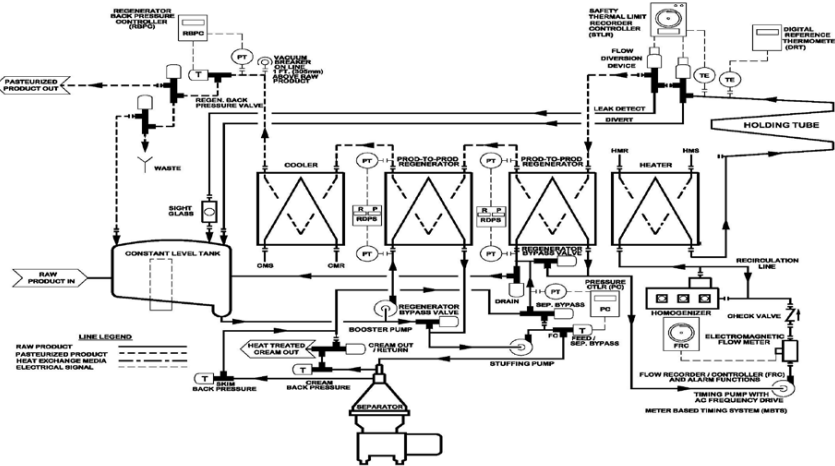 REGENERATOR
BACK PRESSURE
CONTROLLER
(RBPC)
RBPC
PT
T
VACUUM
BREAKER
ON LINE
1 FT. (305mm)
ABOVE RAW
PRODUCT
SAFETY
THERMAL LIMIT
RECORDER
CONTROLLER
(STLR)
DIGITAL
REFERENCE
THERMOMETE
(DRT)
FLOW
DIVERSION
DEVICE
TE
TE
PASTEURIZED
PRODUCT OUT
REGEN. BACK
PRESSURE VALVE
LEAK DETECT
DIVERT
HOLDING TUBE
WASTE
COOLER
PT
PROD-TO-PROD
REGENERATOR
PT
PROD-TO-PROD
REGENERATOR
HMR
HMS
HEATER
SIGHT
GLASS
R P
RDPS
R P
RDPS
CONSTANT LEVEL TANK
CMS
CMR
PT
PT
REGENERATOR
BYPASS VALVE
RECIRCULATION
LINE
RAW
PRODUCT IN
DRAIN
PT
PRESSURE
CTLR (PC)
PC
SEP. BYPASS
HOMOGENIZER
CHECK VALVE
REGENERATOR
BYPASS VALVE
BOOSTER PUMP
FC
T
FEED /
SEP. BYPASS
FRC
ELECTROMAGNETIC
FLOW METER
LINE LEGEND
RAW PRODUCT
PASTEURIZED PRODUCT
HEAT EXCHANGE MEDIA
ELECTRICAL SIGNAL
HEAT TREATED
CREAM OUT
CREAM OUT
/ RETURN
STUFFING PUMP
T
SKIM
BACK PRESSURE
T
CREAM
BACK PRESSURE
SEPARATOR
FLOW RECORDER / CONTROLLER (FRC)
AND ALARM FUNCTIONS
TIMING PUMP WITH
AC FREQUENCY DRIVE
METER BASED TIMING SYSTEM (MBTS)